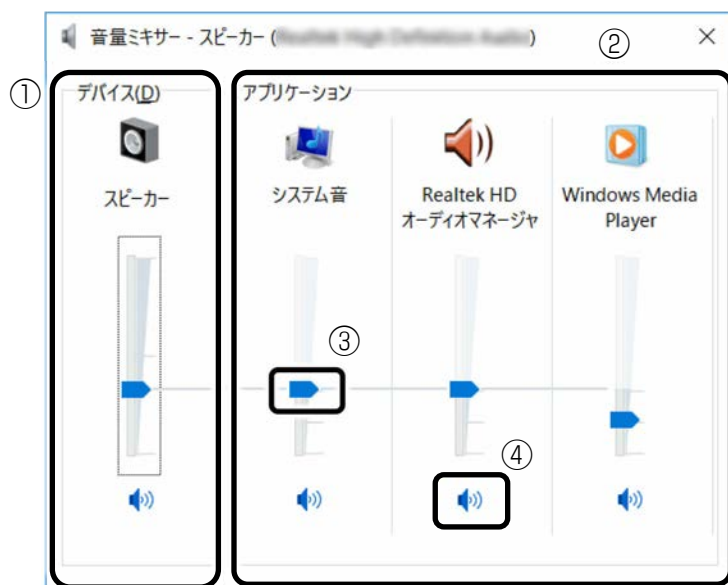 音量ミキサー - スピーカー (
)
②
①
デバイス(D)
アプリケーション
スピーカー
システム音
Realtek HD
オーディオマネージャ
Windows Media
Player
③
④